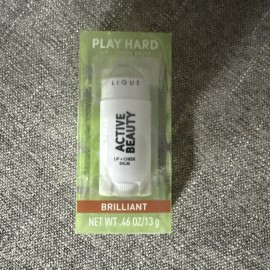 PLAY HARD
LIQUE
ACTIVE
BEAUTY
LIP + CHEEK
BALM
BRILLIANT
NET WT .46 OZ/13 g